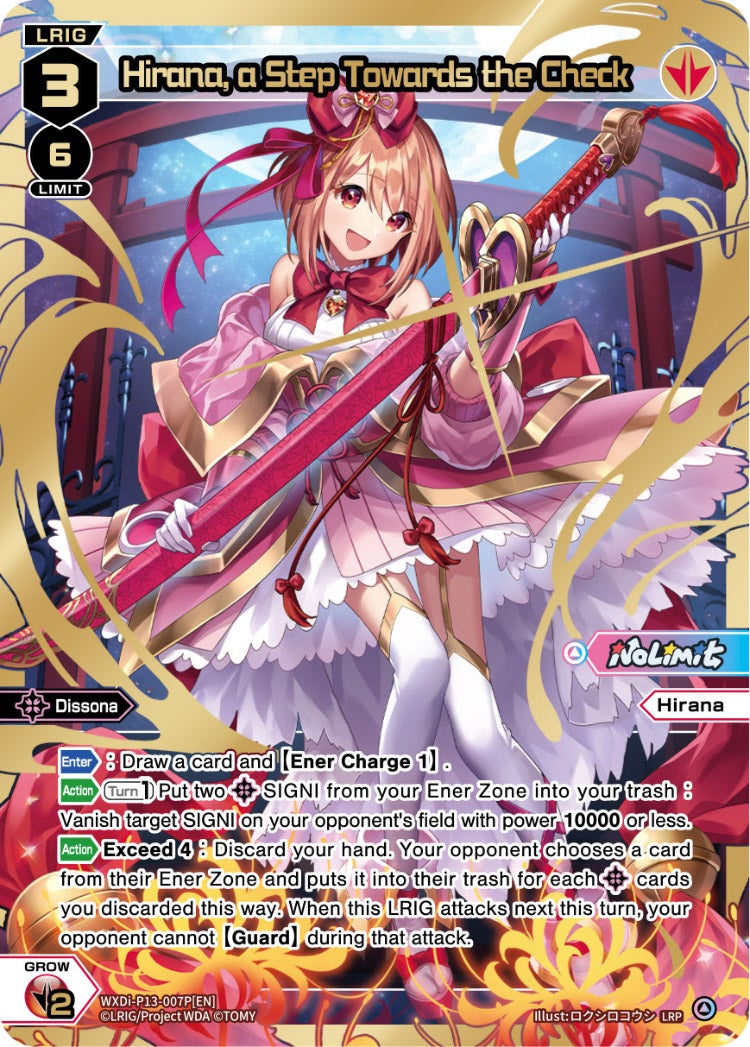 LRIG
3
Hirana, a Step Towards the Check
6
LIMIT
NoLimit
Dissona
Hirana
Enter : Draw a card and【Ener Charge 1】.
Action Turn 1 Put two SIGNI from your Ener Zone into your trash :
Vanish target SIGNI on your opponent's field with power 10000 or less.
Action Exceed 4 : Discard your hand. Your opponent chooses a card
from their Ener Zone and puts it into their trash for each cards
you discarded this way. When this LRIG attacks next this turn, your
opponent cannot【Guard】during that attack.
GROW
2
WXDi-P13-007P[EN]
©LRIG/Project WDA ©TOMY
Illust:ロクシロコウシ LRP